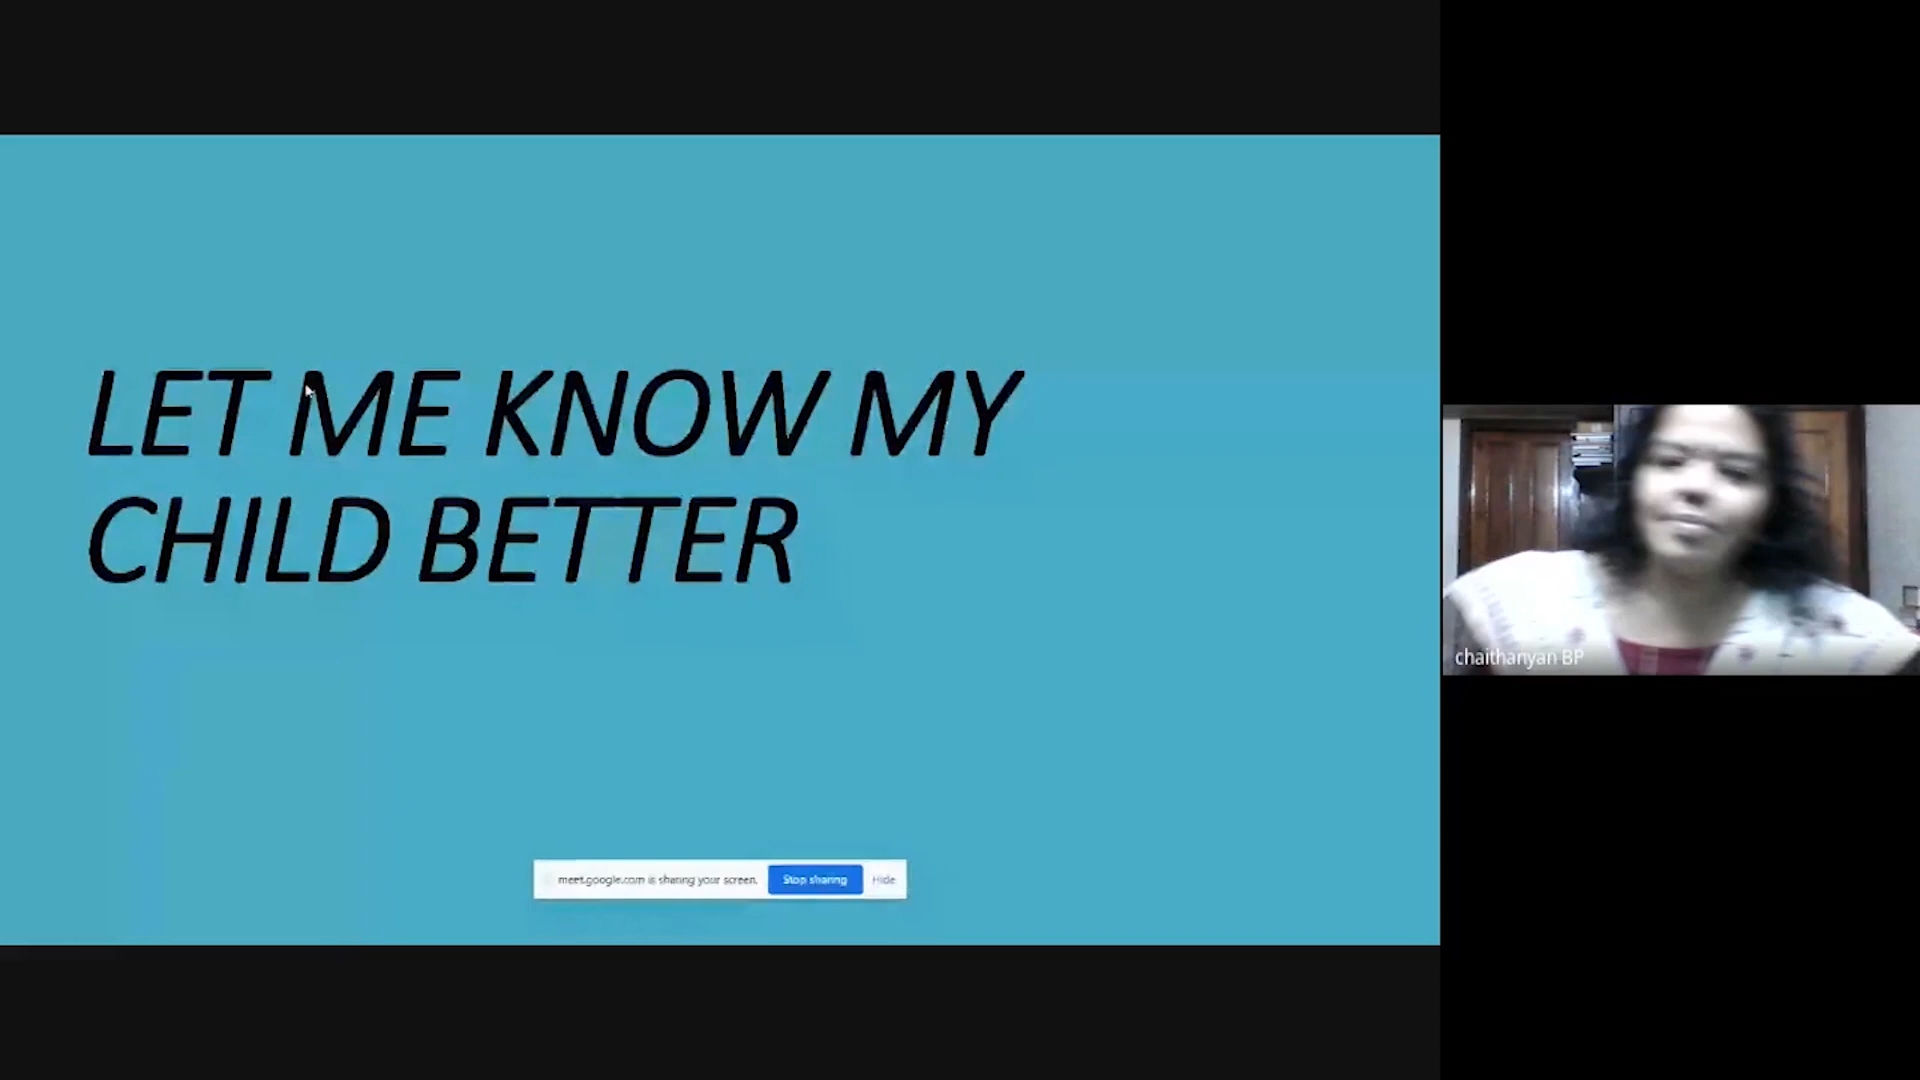 LET ME KNOW MY
CHILD BETTER
chaithanyan BP
meet.google.com is sharing your screen.
Stop sharing
Hide